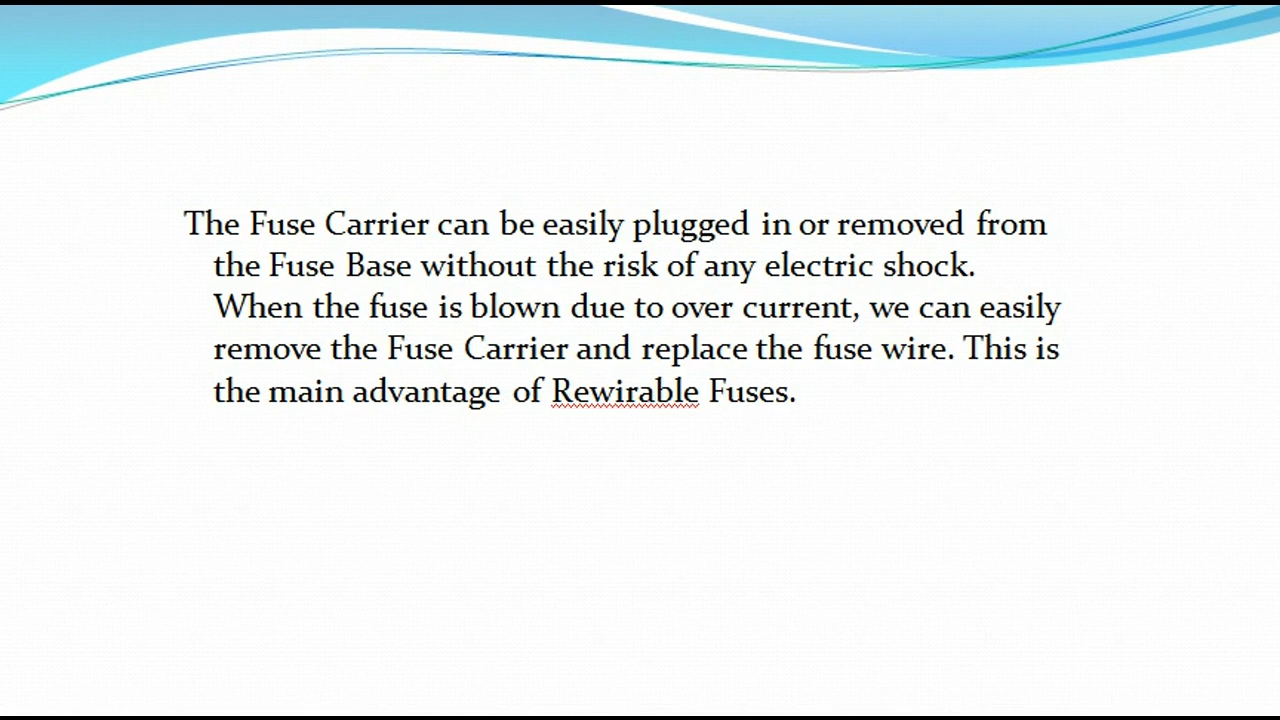 The Fuse Carrier can be easily plugged in or removed from
the Fuse Base without the risk of any electric shock.
When the fuse is blown due to over current, we can easily
remove the Fuse Carrier and replace the fuse wire. This is
the main advantage of Rewirable Fuses.